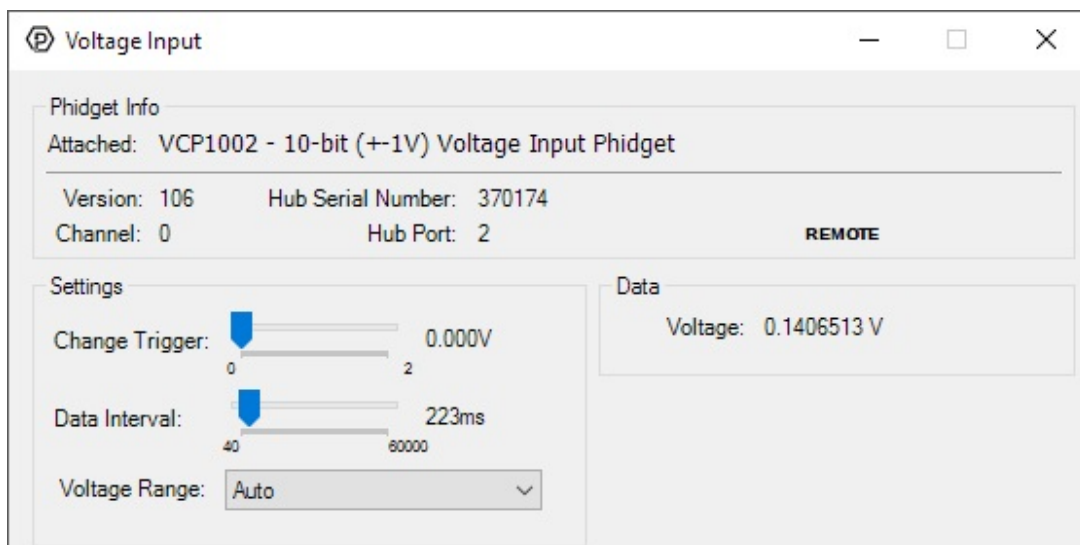 Voltage Input
Phidget Info
Attached: VCP1002 - 10-bit (+-1V) Voltage Input Phidget
Version: 106 Hub Serial Number: 370174
Channel: 0 Hub Port: 2 REMOTE
Settings
Change Trigger: 0.000V
0 2
Data Interval: 223ms
40 60000
Voltage Range: Auto
Data
Voltage: 0.1406513 V